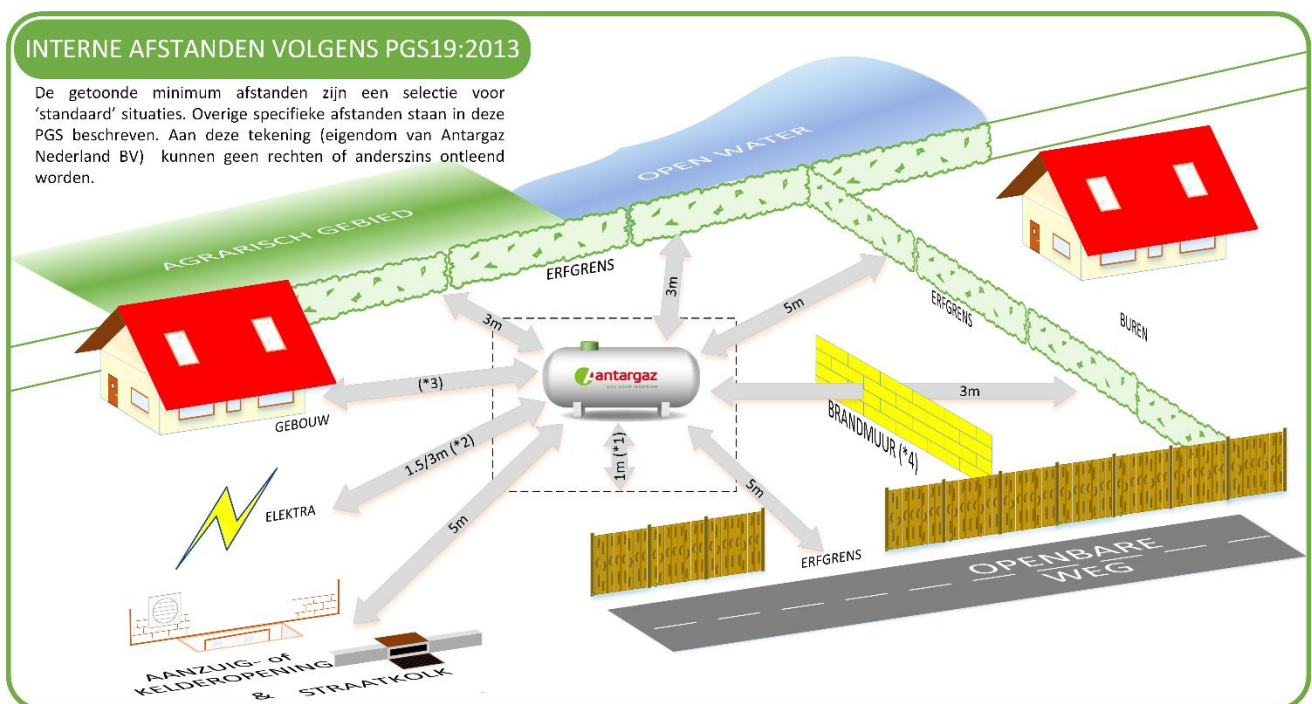 INTERNE AFSTANDEN VOLGENS PGS19:2013
De getoonde minimum afstanden zijn een selectie voor
'standaard' situaties. Overige specifieke afstanden staan in deze
PGS beschreven. Aan deze tekening (eigendom van Antargaz
Nederland BV) kunnen geen rechten of anderszins ontleend
worden.
OPEN WATER
AGRARISCH GEBIED
ERFGRENS
3m
3m
5m
ERFGRENS
BUREN
antargaz
(*3)
GEBOUW
3m
BRANDMUUR (*4)
1.5/3m (*2)
1m (*1)
ELEKTRA
5m
5m
ERFGRENS
OPENBARE
WEG
AANZUIG- of
KELDEROPENING
& STRAATKOLK